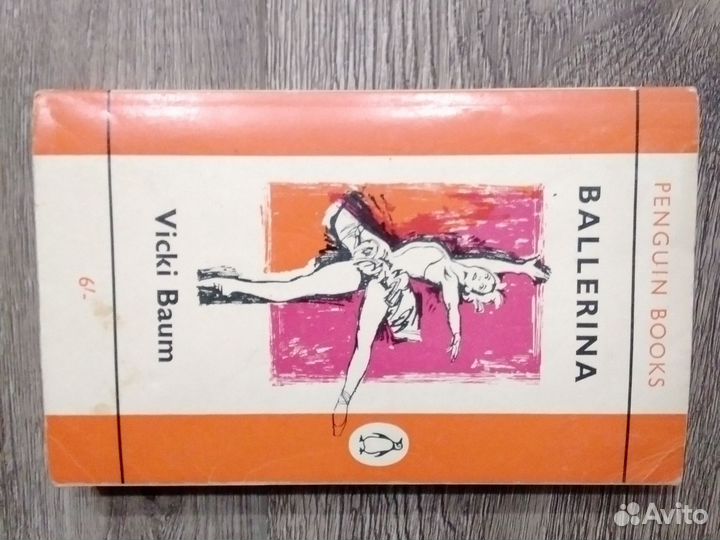 PENGUIN BOOKS
BALLERINA
Vicki Baum
6/-
Avito